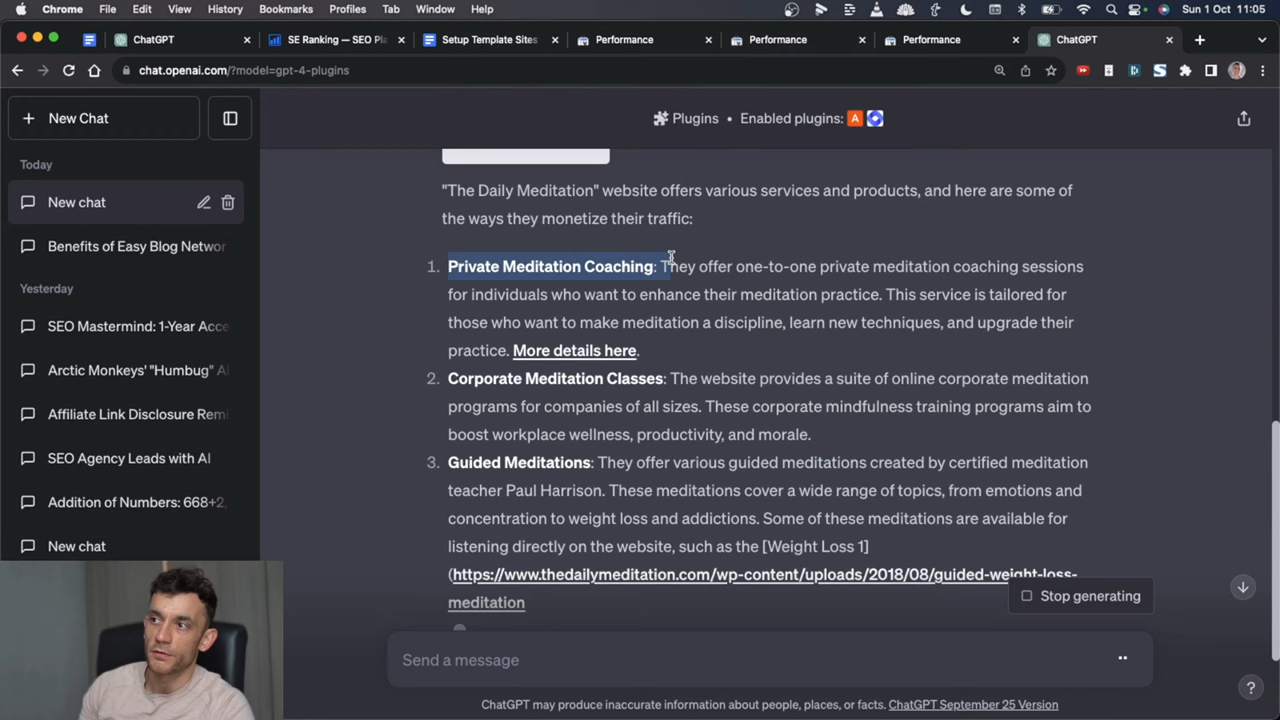 Chrome File Edit View History Bookmarks Profiles Tab Window Help Sun 1 Oct 11:05
ChatGPT SE Ranking — SEO Pla Setup Template Sites Performance Performance Performance ChatGPT
chat.openai.com/?model=gpt-4-plugins
New Chat
Plugins • Enabled plugins: A
Today
New chat
Benefits of Easy Blog Networ
Yesterday
SEO Mastermind: 1-Year Acce
Arctic Monkeys' "Humbug" Al
Affiliate Link Disclosure Remi
SEO Agency Leads with AI
Addition of Numbers: 668+2,
New chat
"The Daily Meditation" website offers various services and products, and here are some of
the ways they monetize their traffic:
1. Private Meditation Coaching: They offer one-to-one private meditation coaching sessions
for individuals who want to enhance their meditation practice. This service is tailored for
those who want to make meditation a discipline, learn new techniques, and upgrade their
practice. More details here.
2. Corporate Meditation Classes: The website provides a suite of online corporate meditation
programs for companies of all sizes. These corporate mindfulness training programs aim to
boost workplace wellness, productivity, and morale.
3. Guided Meditations: They offer various guided meditations created by certified meditation
teacher Paul Harrison. These meditations cover a wide range of topics, from emotions and
concentration to weight loss and addictions. Some of these meditations are available for
listening directly on the website, such as the [Weight Loss 1]
(https://www.thedailymeditation.com/wp-content/uploads/2018/08/guided-weight-loss-
meditation
Stop generating
Send a message
ChatGPT may produce inaccurate information about people, places, or facts. ChatGPT September 25 Version
?